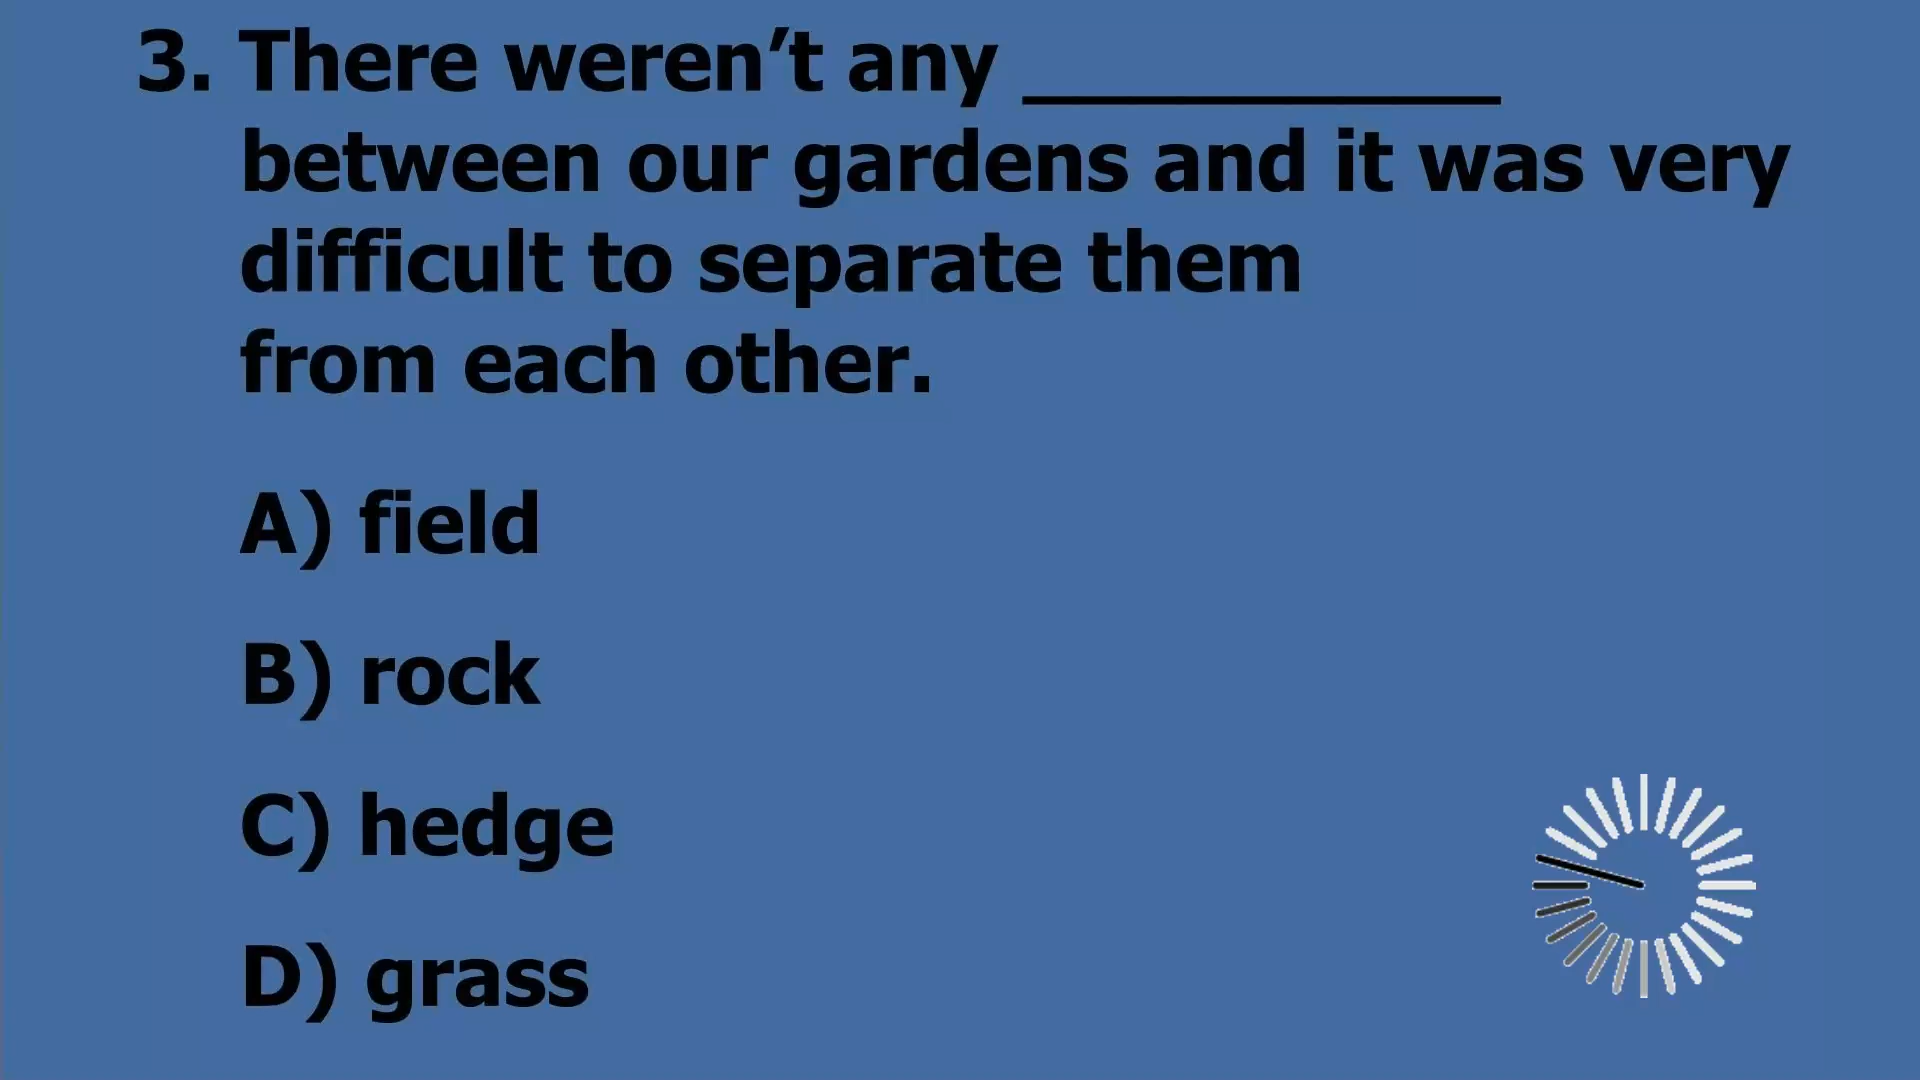 3. There weren’t any ___________
between our gardens and it was very
difficult to separate them
from each other.
A) field
B) rock
C) hedge
D) grass